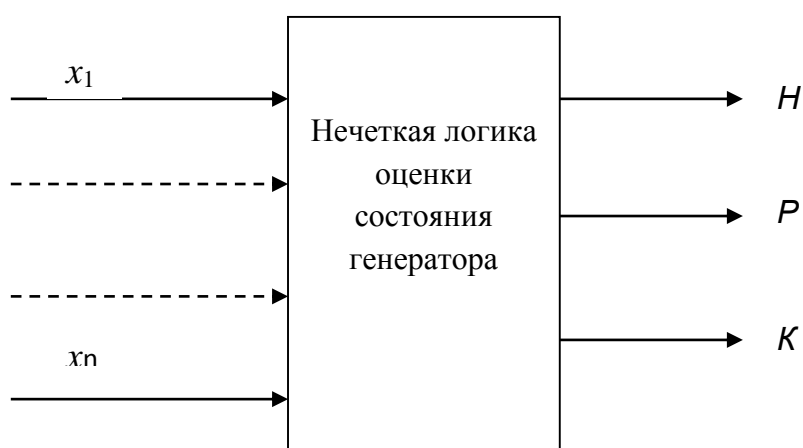 x1
Нечеткая логика
оценки
состояния
генератора
Н
Р
К
xn